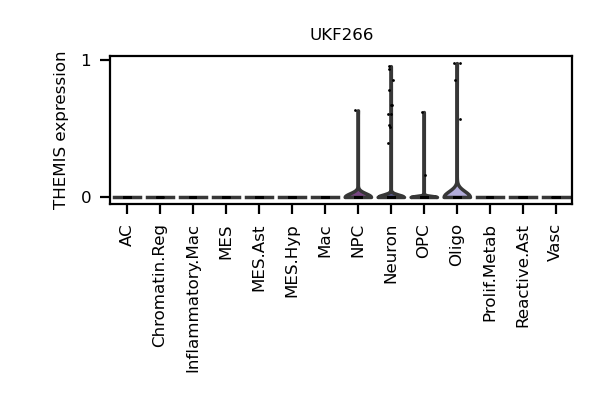 UKF266
THEMIS expression
1
0
AC
Chromatin.Reg
Inflammatory.Mac
MES
MES.Ast
MES.Hyp
Mac
NPC
Neuron
OPC
Oligo
Prolif.Metab
Reactive.Ast
Vasc